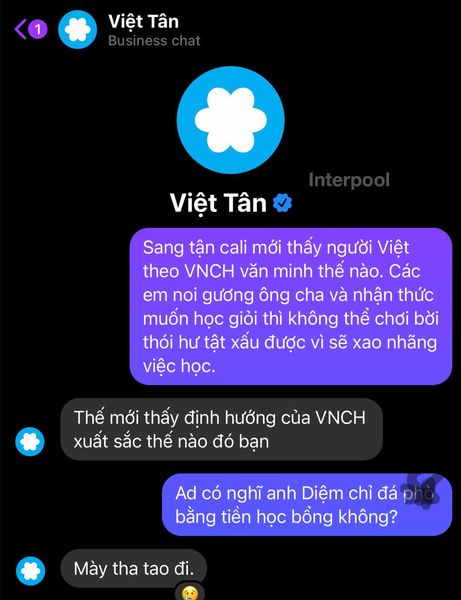 1
Việt Tân
Business chat
Interpool
Việt Tân
Sang tận cali mới thấy người Việt
theo VNCH văn minh thế nào. Các
em noi gương ông cha và nhận thức
muốn học giỏi thì không thể chơi bời
thói hư tật xấu được vì sẽ xao nhãng
việc học.
Thế mới thấy định hướng của VNCH
xuất sắc thế nào đó bạn
Ad có nghĩ anh Diệm chỉ đá phò
bằng tiền học bổng không?
Mày tha tao đi.